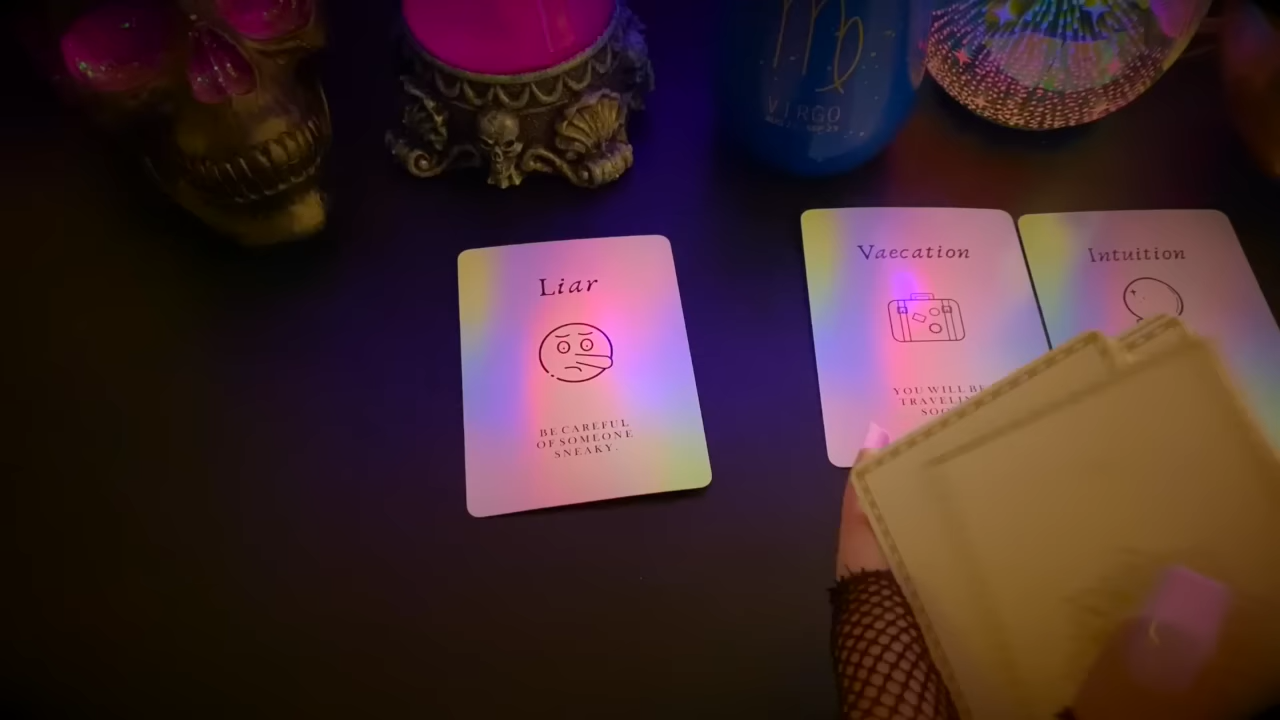 VIRGO
Liar
BE CAREFUL
OF SOMEONE
SNEAKY.
Vaecation
YOU WILL BE
Intuition